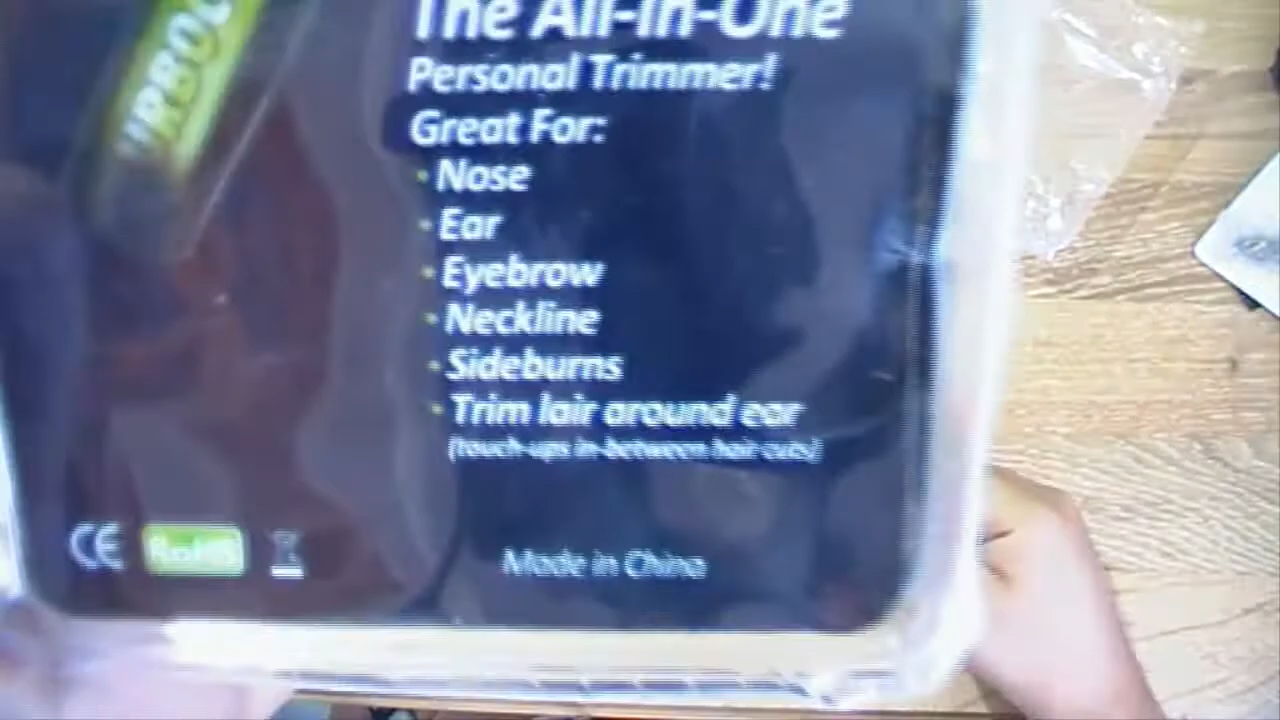 The All-In-One
Personal Trimmer!
Great For:
· Nose
· Ear
· Eyebrow
· Neckline
· Sideburns
· Trim lair around ear
(touch-ups in-between hair cuts)
CE
RoHS
Made in China